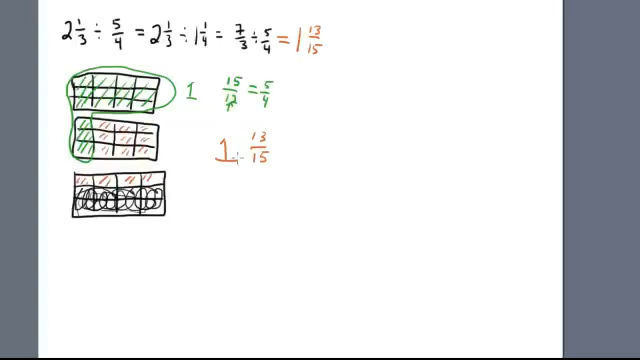 2 1/3 ÷ 5/4 = 2 1/3 ÷ 1 1/4 = 7/3 ÷ 5/4 = 1 13/15
1 15/12 = 5/4
1 13/15